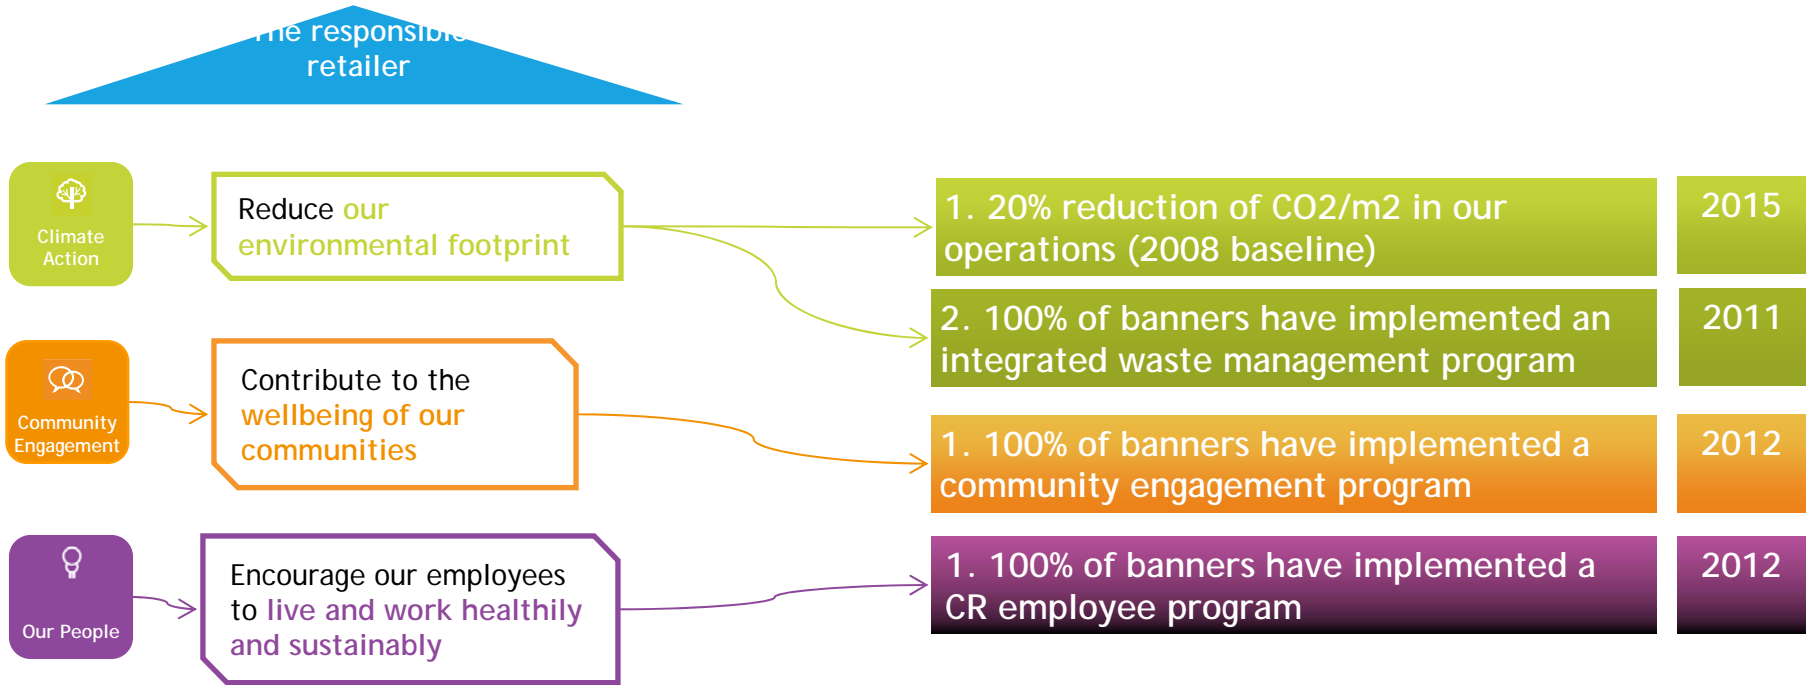 The responsible
retailer
Climate
Action
Reduce our
environmental footprint
1. 20% reduction of CO2/m2 in our
operations (2008 baseline)
2015
2. 100% of banners have implemented an
integrated waste management program
2011
Community
Engagement
Contribute to the
wellbeing of our
communities
1. 100% of banners have implemented a
community engagement program
2012
Our People
Encourage our employees
to live and work healthily
and sustainably
1. 100% of banners have implemented a
CR employee program
2012